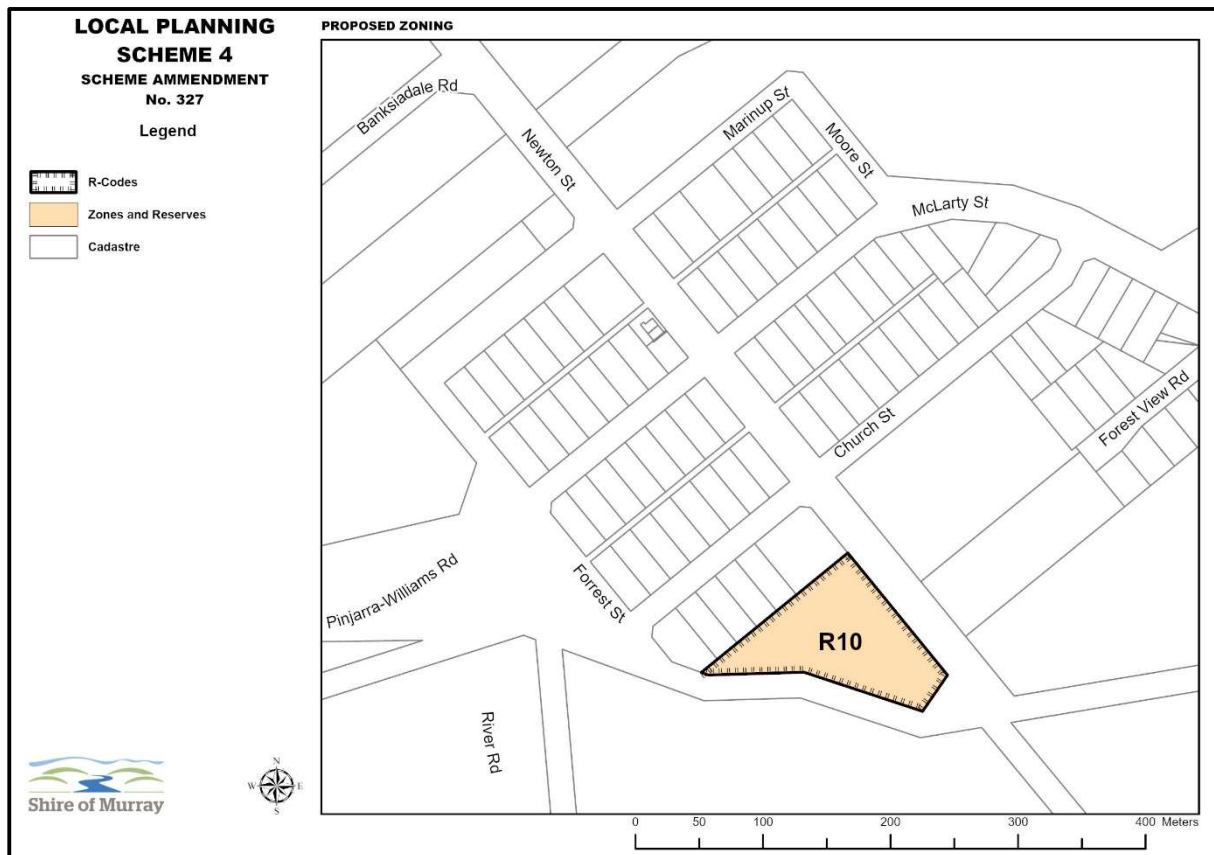 LOCAL PLANNING
SCHEME 4
SCHEME AMMENDMENT
No. 327
Legend
R-Codes
Zones and Reserves
Cadastre
PROPOSED ZONING
Banksiadale Rd
Newton St
Marinup St
Moore St
McLarty St
Church St
Forest View Rd
Pinjarra-Williams Rd
Forrest St
R10
River Rd
Shire of Murray
N
W E
S
0 50 100 200 300 400 Meters